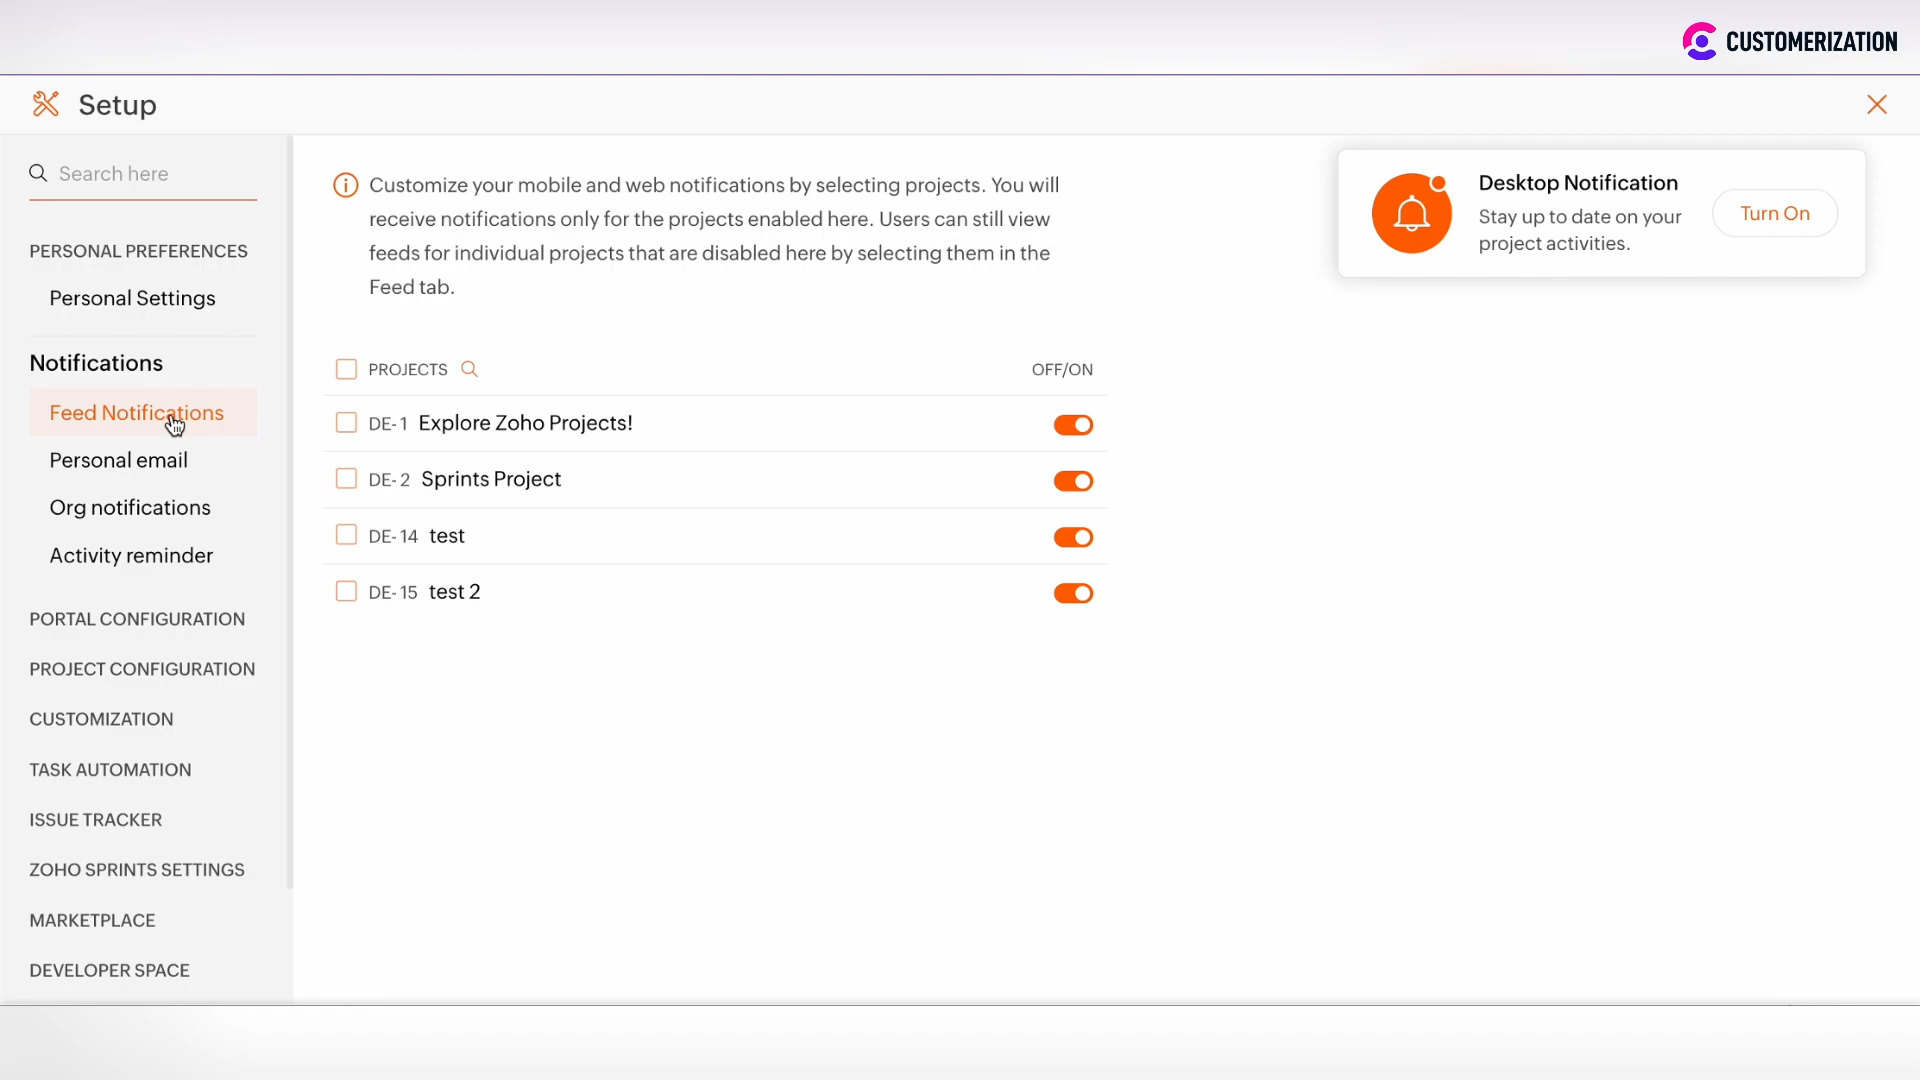 CUSTOMERIZATION
Setup
Search here
PERSONAL PREFERENCES
Personal Settings
Notifications
Feed Notifications
Personal email
Org notifications
Activity reminder
PORTAL CONFIGURATION
PROJECT CONFIGURATION
CUSTOMIZATION
TASK AUTOMATION
ISSUE TRACKER
ZOHO SPRINTS SETTINGS
MARKETPLACE
DEVELOPER SPACE
Customize your mobile and web notifications by selecting projects. You will
receive notifications only for the projects enabled here. Users can still view
feeds for individual projects that are disabled here by selecting them in the
Feed tab.
PROJECTS OFF/ON
DE-1 Explore Zoho Projects!
DE-2 Sprints Project
DE-14 test
DE-15 test 2
Desktop Notification
Stay up to date on your
project activities.
Turn On